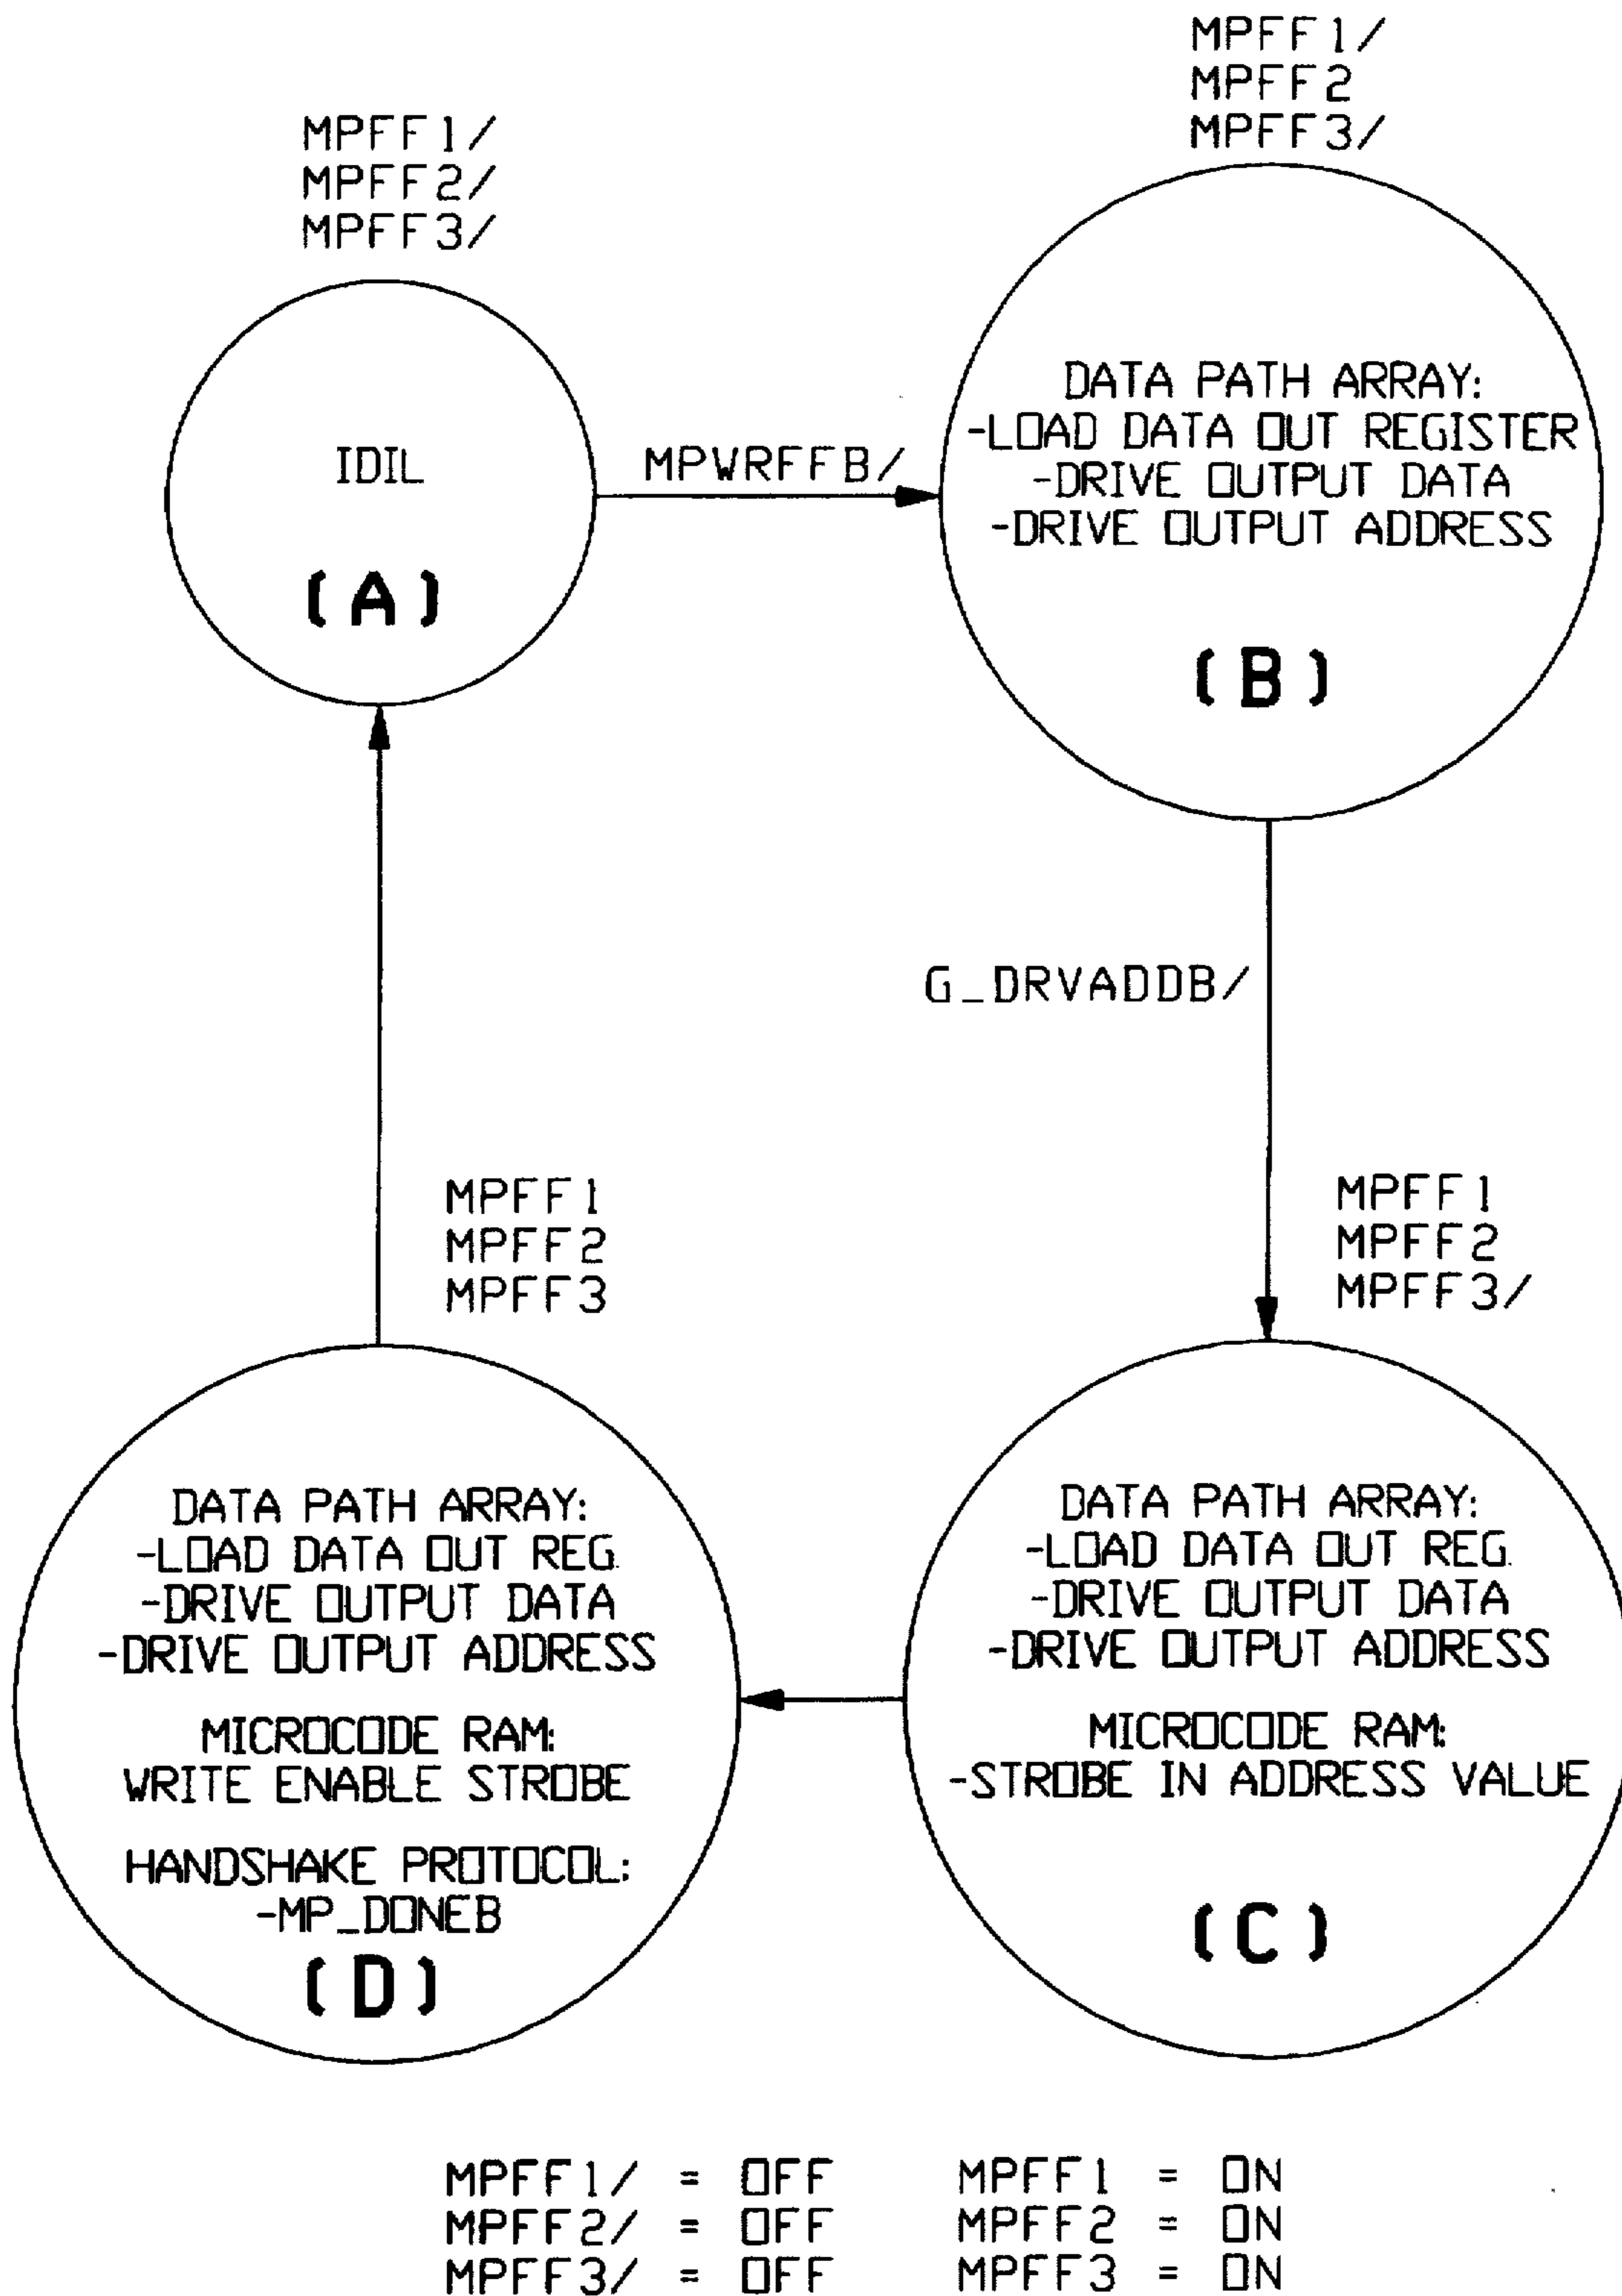 MPFF1/
MPFF2/
MPFF3/
IDIL
(A)
MPWRFFB/
MPFF1/
MPFF2
MPFF3/
DATA PATH ARRAY:
-LOAD DATA OUT REGISTER
-DRIVE OUTPUT DATA
-DRIVE OUTPUT ADDRESS
(B)
G_DRVADDB/
MPFF1
MPFF2
MPFF3/
DATA PATH ARRAY:
-LOAD DATA OUT REG.
-DRIVE OUTPUT DATA
-DRIVE OUTPUT ADDRESS
MICROCODE RAM:
-STROBE IN ADDRESS VALUE
(C)
MPFF1
MPFF2
MPFF3
DATA PATH ARRAY:
-LOAD DATA OUT REG.
-DRIVE OUTPUT DATA
-DRIVE OUTPUT ADDRESS
MICROCODE RAM:
WRITE ENABLE STROBE
HANDSHAKE PROTOCOL:
-MP_DONEB
(D)
MPFF1/ = OFF MPFF1 = ON
MPFF2/ = OFF MPFF2 = ON
MPFF3/ = OFF MPFF3 = ON